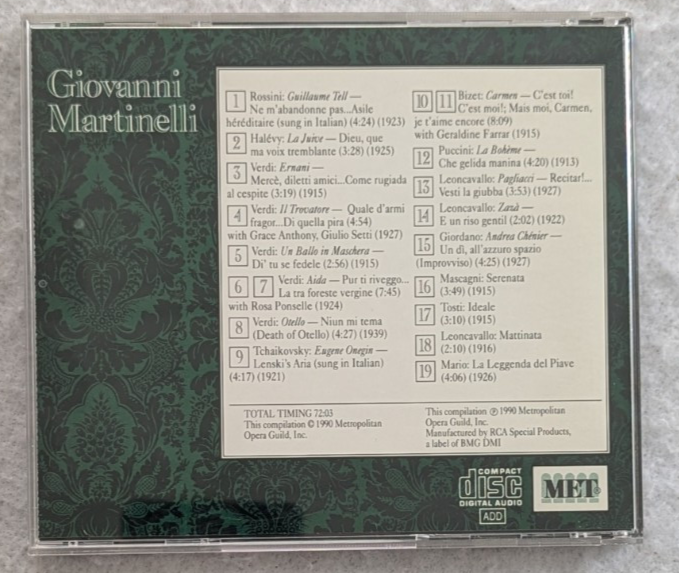 Giovanni
Martinelli
1 Rossini: Guillaume Tell —
Ne m'abandonne pas...Asile
héréditaire (sung in Italian) (4:24) (1923)
2 Halévy: La Juive — Dieu, que
ma voix tremblante (3:28) (1925)
3 Verdi: Ernani —
Mercè, diletti amici...Come rugiada
al cespite (3:19) (1915)
4 Verdi: Il Trovatore — Quale d'armi
fragor...Di quella pira (4:54)
with Grace Anthony, Giulio Setti (1927)
5 Verdi: Un Ballo in Maschera —
Di' tu se fedele (2:56) (1915)
6 7 Verdi: Aida — Pur ti riveggo...
La tra foreste vergine (7:45)
with Rosa Ponselle (1924)
8 Verdi: Otello — Niun mi tema
(Death of Otello) (4:27) (1939)
9 Tchaikovsky: Eugene Onegin —
Lenski's Aria (sung in Italian)
(4:17) (1921)
10 11 Bizet: Carmen — C'est toi!
C'est moi!; Mais moi, Carmen,
je t'aime encore (8:09)
with Geraldine Farrar (1915)
12 Puccini: La Bohème —
Che gelida manina (4:20) (1913)
13 Leoncavallo: Pagliacci — Recitar!...
Vesti la giubba (3:53) (1927)
14 Leoncavallo: Zazà —
E un riso gentil (2:02) (1922)
15 Giordano: Andrea Chénier —
Un dì, all'azzuro spazio
(Improvviso) (4:25) (1927)
16 Mascagni: Serenata
(3:49) (1915)
17 Tosti: Ideale
(3:10) (1915)
18 Leoncavallo: Mattinata
(2:10) (1916)
19 Mario: La Leggenda del Piave
(4:06) (1926)
TOTAL TIMING 72:03
This compilation © 1990 Metropolitan
Opera Guild, Inc.
This compilation ℗ 1990 Metropolitan
Opera Guild, Inc.
Manufactured by RCA Special Products,
a label of BMG DMI
COMPACT
disc
DIGITAL AUDIO
ADD
MET